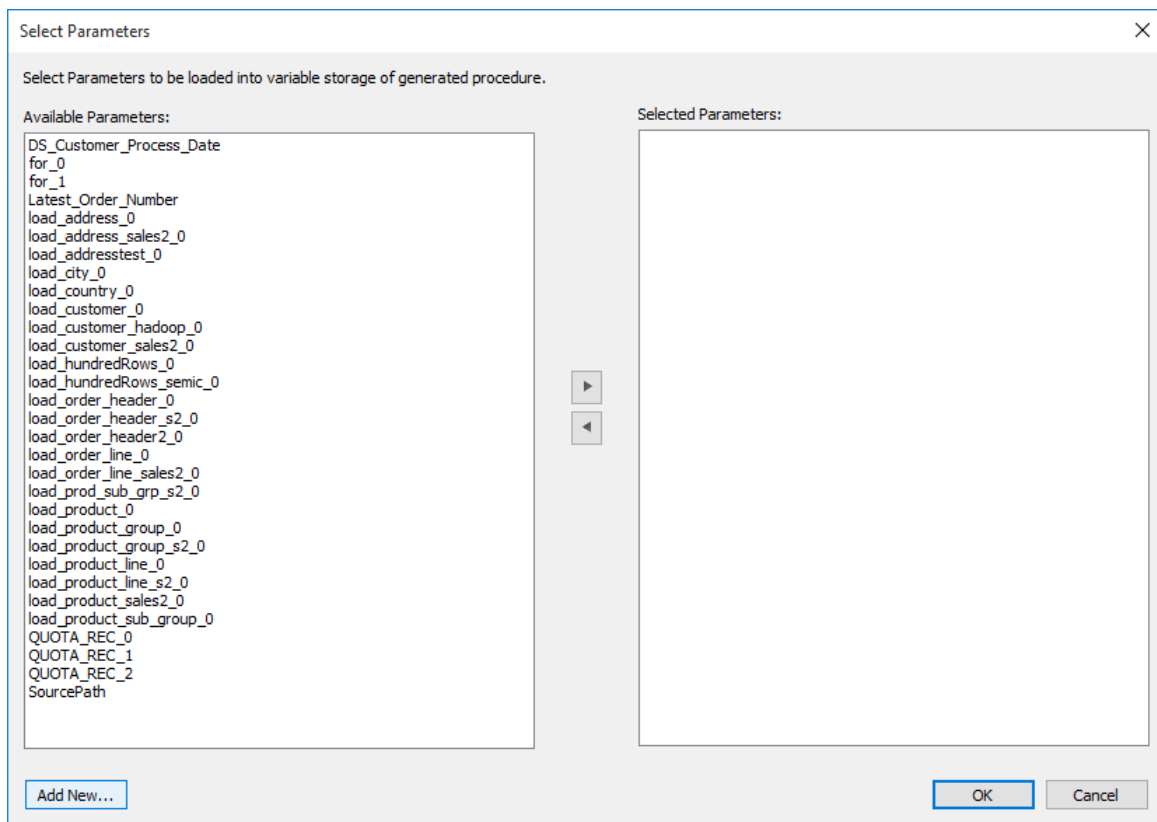 Select Parameters
Select Parameters to be loaded into variable storage of generated procedure.
Available Parameters:
DS_Customer_Process_Date
for_0
for_1
Latest_Order_Number
load_address_0
load_address_sales2_0
load_addresstest_0
load_city_0
load_country_0
load_customer_0
load_customer_hadoop_0
load_customer_sales2_0
load_hundredRows_0
load_hundredRows_semic_0
load_order_header_0
load_order_header_s2_0
load_order_header2_0
load_order_line_0
load_order_line_sales2_0
load_prod_sub_grp_s2_0
load_product_0
load_product_group_0
load_product_group_s2_0
load_product_line_0
load_product_line_s2_0
load_product_sales2_0
load_product_sub_group_0
QUOTA_REC_0
QUOTA_REC_1
QUOTA_REC_2
SourcePath
Selected Parameters:
Add New...
OK
Cancel